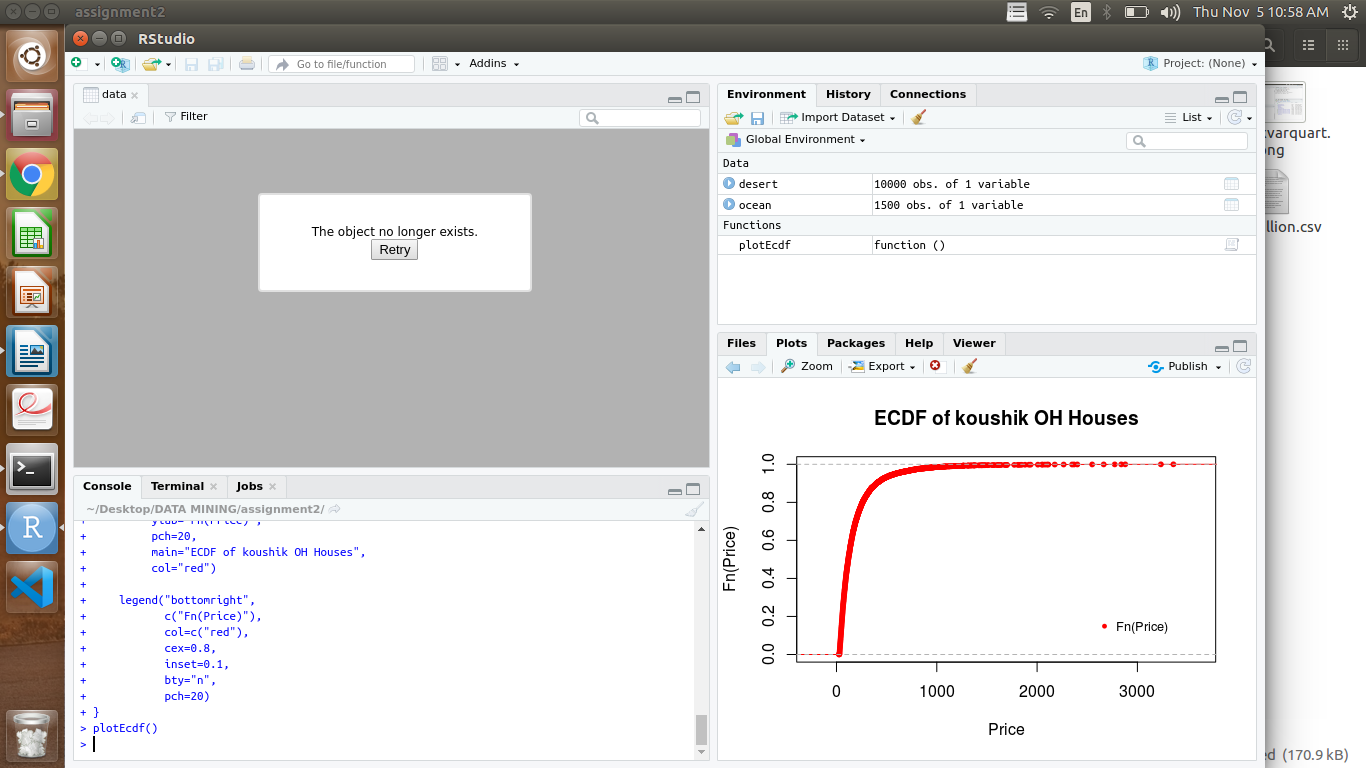 assignment2
En
Thu Nov 5 10:58 AM
RStudio
Go to file/function
Addins
Project: (None)
data
Filter
The object no longer exists.
Retry
Environment History Connections
Import Dataset
List
Global Environment
Data
desert 10000 obs. of 1 variable
ocean 1500 obs. of 1 variable
Functions
plotEcdf function ()
Files Plots Packages Help Viewer
Zoom Export Publish
ECDF of koushik OH Houses
Fn(Price)
1.0
0.8
0.6
0.4
0.2
0.0
Fn(Price)
0 1000 2000 3000
Price
Console Terminal Jobs
~/Desktop/DATA MINING/assignment2/
+ ylab="Fn(Price)",
+ pch=20,
+ main="ECDF of koushik OH Houses",
+ col="red")
+
+ legend("bottomright",
+ c("Fn(Price)"),
+ col=c("red"),
+ cex=0.8,
+ inset=0.1,
+ bty="n",
+ pch=20)
+ }
> plotEcdf()
>
varquart.
ng
llion.csv
ed (170.9 kB)